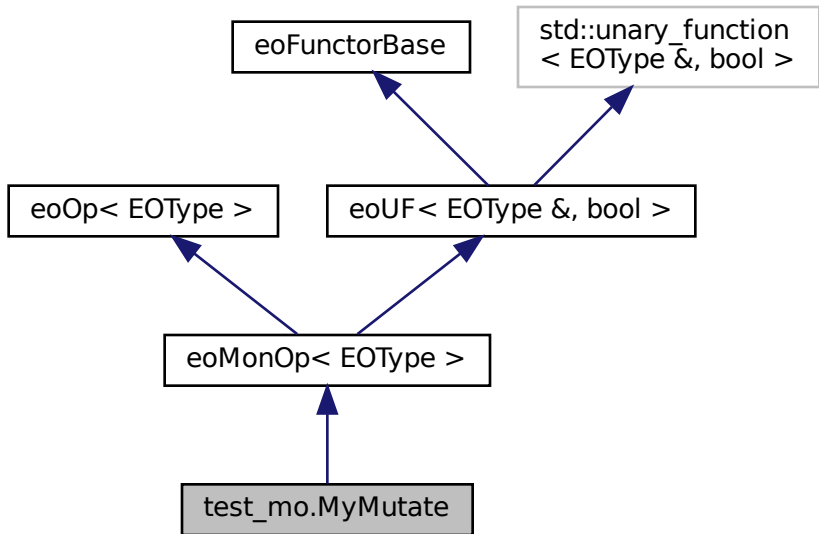 eoFunctorBase
std::unary_function
< EOType &, bool >
eoOp< EOType >
eoUF< EOType &, bool >
eoMonOp< EOType >
test_mo.MyMutate